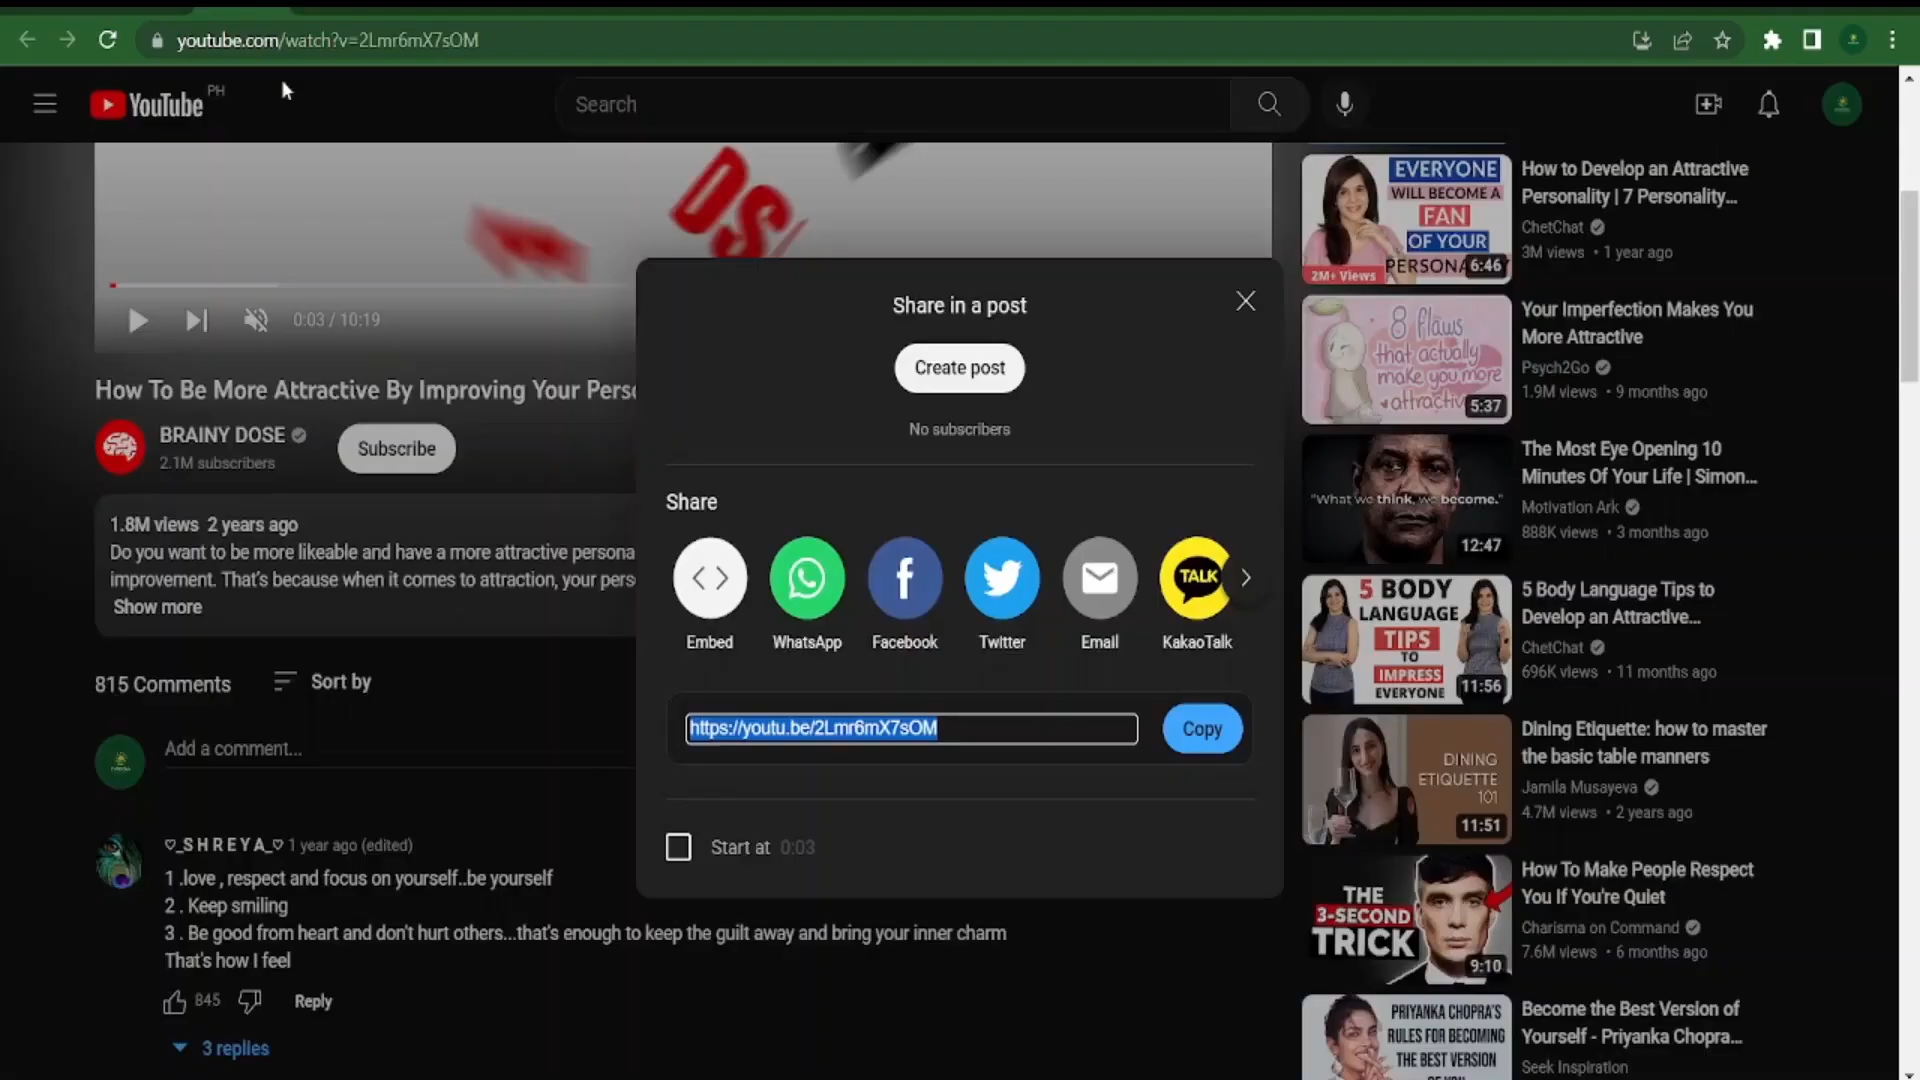 youtube.com/watch?v=2Lmr6mX7sOM
YouTube PH
Search
DS
0:03 / 10:19
How To Be More Attractive By Improving Your Perso
BRAINY DOSE
2.1M subscribers
Subscribe
1.8M views 2 years ago
Do you want to be more likeable and have a more attractive persona
improvement. That's because when it comes to attraction, your pers
Show more
815 Comments
Sort by
Add a comment...
♡_S H R E Y A_♡ 1 year ago (edited)
1 .love , respect and focus on yourself..be yourself
2 . Keep smiling
3 . Be good from heart and don't hurt others...that's enough to keep the guilt away and bring your inner charm
That's how I feel
845
Reply
3 replies
Share in a post
Create post
No subscribers
Share
TALK
Embed
WhatsApp
Facebook
Twitter
Email
KakaoTalk
https://youtu.be/2Lmr6mX7sOM
Copy
Start at 0:03
EVERYONE
WILL BECOME A
FAN
OF YOUR
PERSONA
Y
2M+ Views
6:46
How to Develop an Attractive
Personality | 7 Personality...
ChetChat
3M views • 1 year ago
8 flaws
that actually
make you more
attractiv
5:37
Your Imperfection Makes You
More Attractive
Psych2Go
1.9M views • 9 months ago
"What we think, we become."
12:47
The Most Eye Opening 10
Minutes Of Your Life | Simon...
Motivation Ark
888K views • 3 months ago
5 BODY
LANGUAGE
TIPS
TO
IMPRESS
EVERYONE
11:56
5 Body Language Tips to
Develop an Attractive...
ChetChat
696K views • 11 months ago
DINING
ETIQUETTE
101
11:51
Dining Etiquette: how to master
the basic table manners
Jamila Musayeva
4.7M views • 2 years ago
THE
3-SECOND
TRICK
9:10
How To Make People Respect
You If You're Quiet
Charisma on Command
7.6M views • 6 months ago
PRIYANKA CHOPRA'S
RULES FOR BECOMING
THE BEST VERSION
Become the Best Version of
Yourself - Priyanka Chopra...
Seek Inspiration